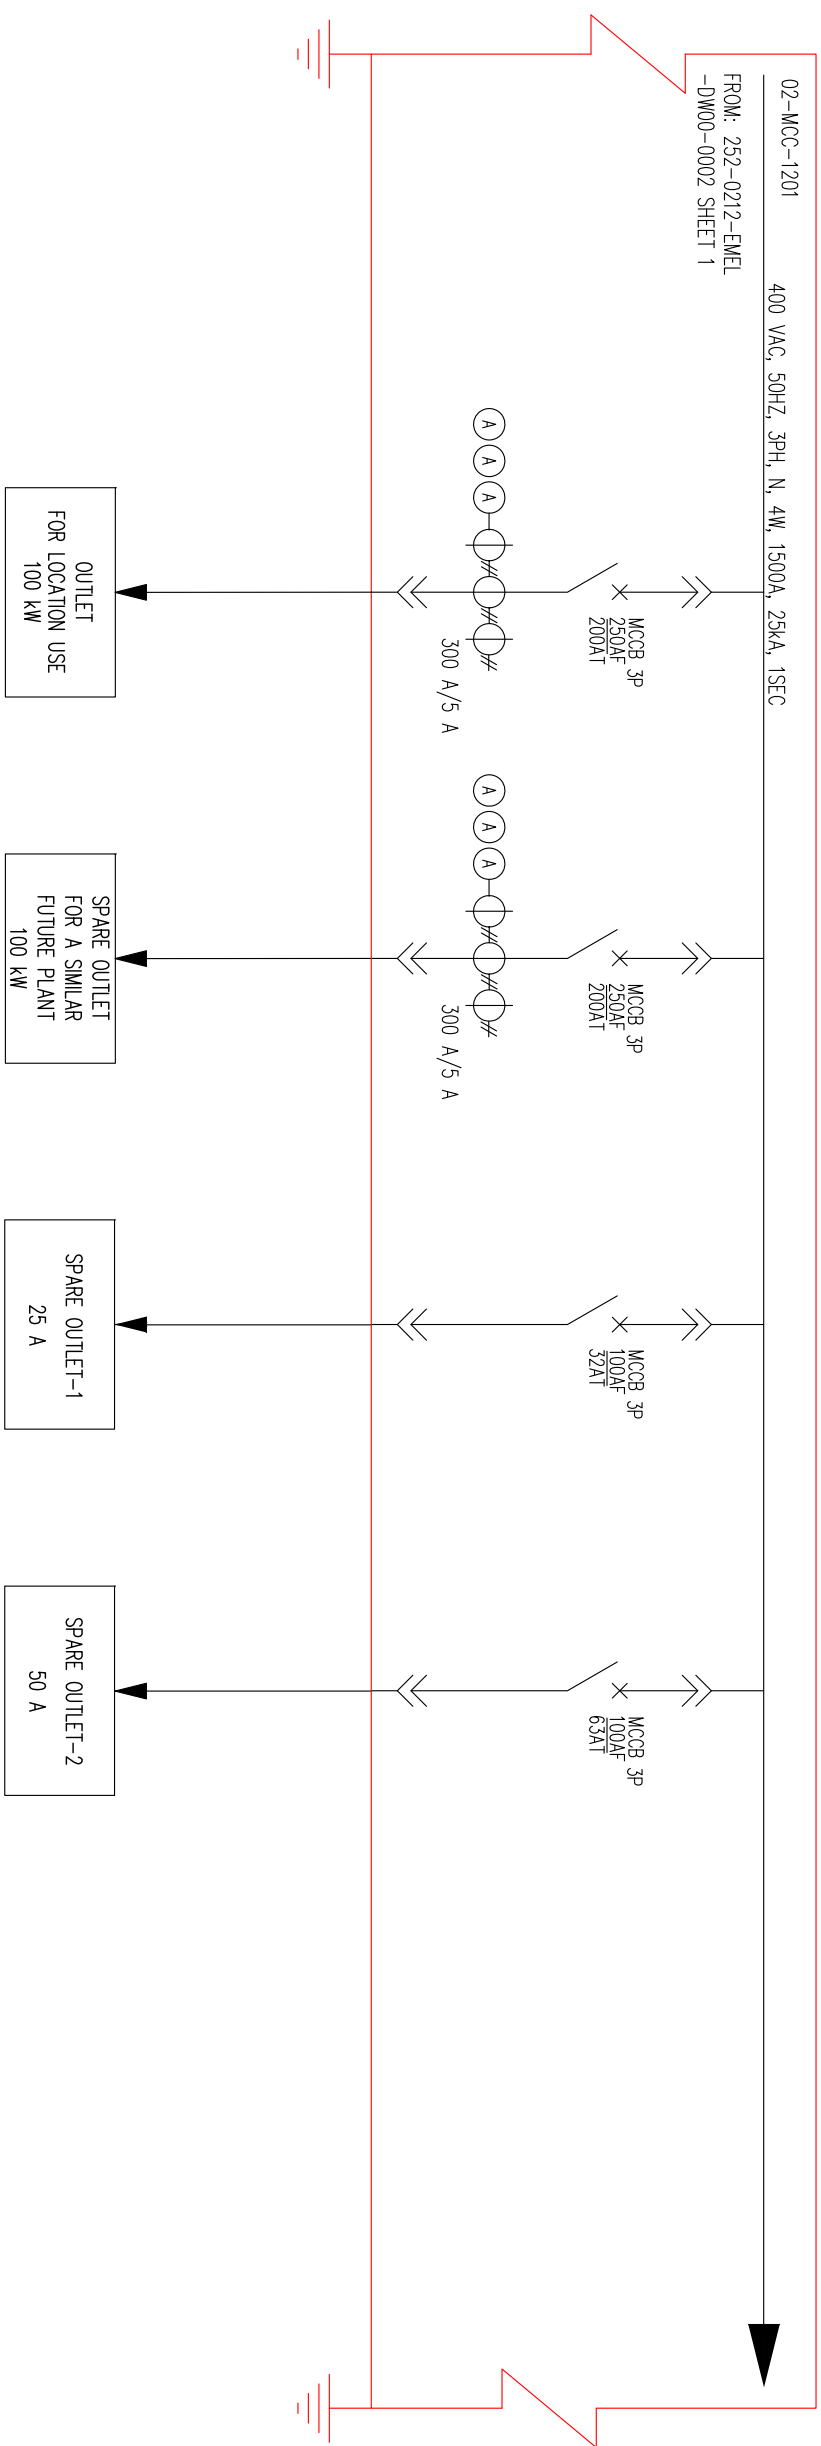 02-MCC-1201
400 VAC, 50HZ, 3PH, N, 4W, 1500A, 25kA, 1SEC
FROM: 252-0212-EMEL
-DW00-0002 SHEET 1
MCCB 3P
250AF
200AT
A
A
A
300 A/5 A
OUTLET
FOR LOCATION USE
100 kW
MCCB 3P
250AF
200AT
A
A
A
300 A/5 A
SPARE OUTLET
FOR A SIMILAR
FUTURE PLANT
100 kW
MCCB 3P
100AF
32AT
SPARE OUTLET-1
25 A
MCCB 3P
100AF
63AT
SPARE OUTLET-2
50 A